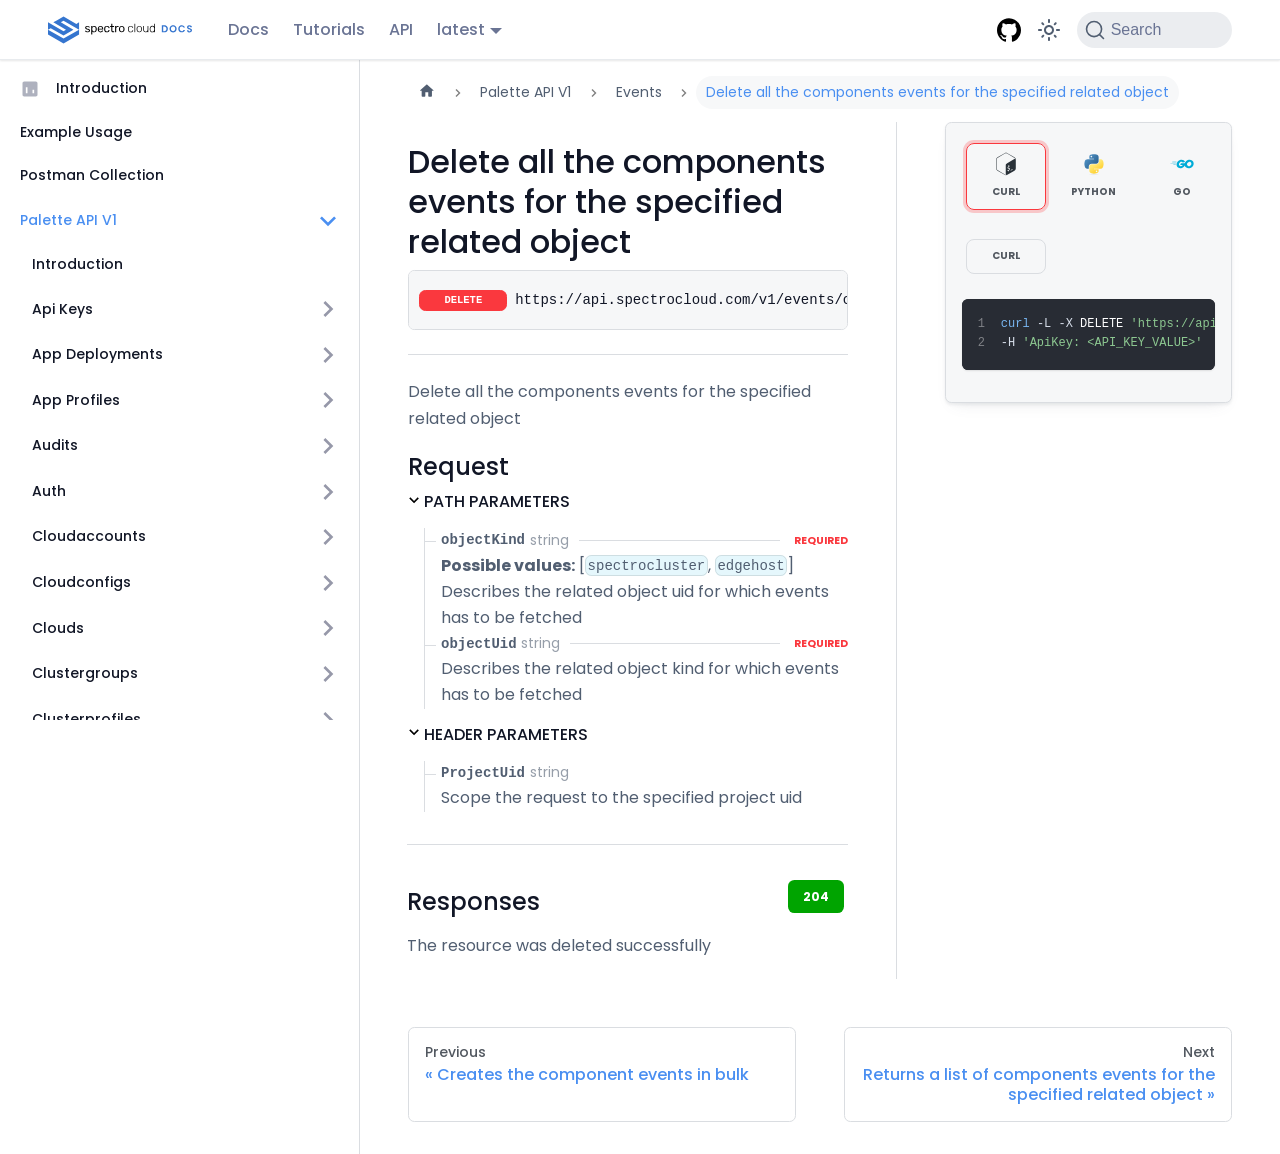 spectro cloud DOCS Docs Tutorials API latest Search
Introduction
Example Usage
Postman Collection
Palette API V1
Introduction
Api Keys
App Deployments
App Profiles
Audits
Auth
Cloudaccounts
Cloudconfigs
Clouds
Clustergroups
Clusterprofiles
Palette API V1 Events Delete all the components events for the specified related object
Delete all the components
events for the specified
related object
DELETE https://api.spectrocloud.com/v1/events/
Delete all the components events for the specified
related object
Request
PATH PARAMETERS
objectKind string REQUIRED
Possible values: [spectrocluster, edgehost]
Describes the related object uid for which events
has to be fetched
objectUid string REQUIRED
Describes the related object kind for which events
has to be fetched
HEADER PARAMETERS
ProjectUid string
Scope the request to the specified project uid
Responses 204
The resource was deleted successfully
CURL PYTHON GO
CURL
1 curl -L -X DELETE 'https://api
2 -H 'ApiKey: <API_KEY_VALUE>'
Previous
« Creates the component events in bulk
Next
Returns a list of components events for the
specified related object »